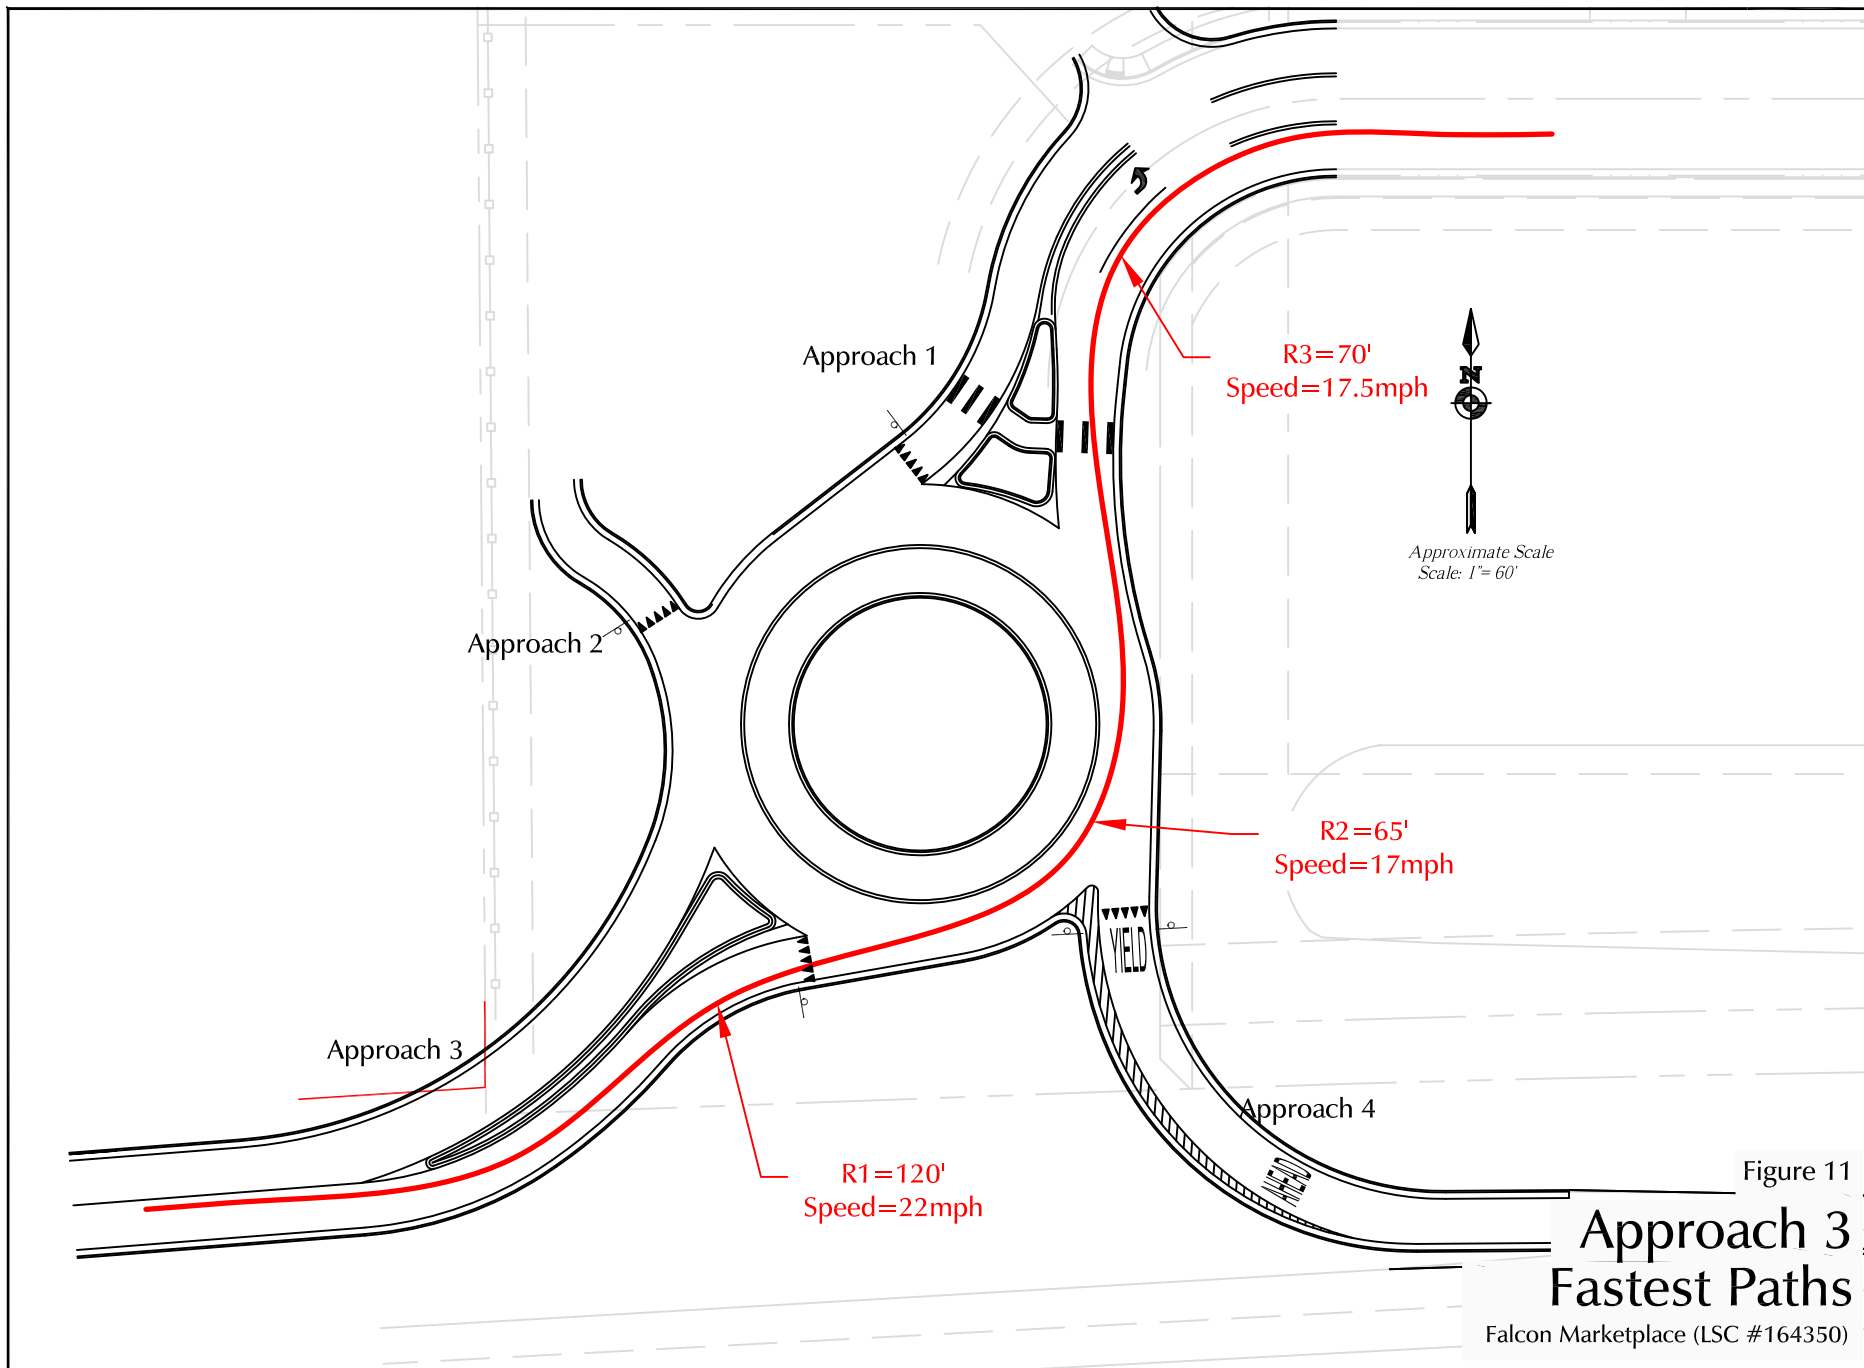 Approach 1
R3=70'
Speed=17.5mph
N
Approximate Scale
Scale: 1"= 60'
Approach 2
R2=65'
Speed=17mph
YIELD
Approach 3
Approach 4
R1=120'
Speed=22mph
Figure 11
Approach 3
Fastest Paths
Falcon Marketplace (LSC #164350)